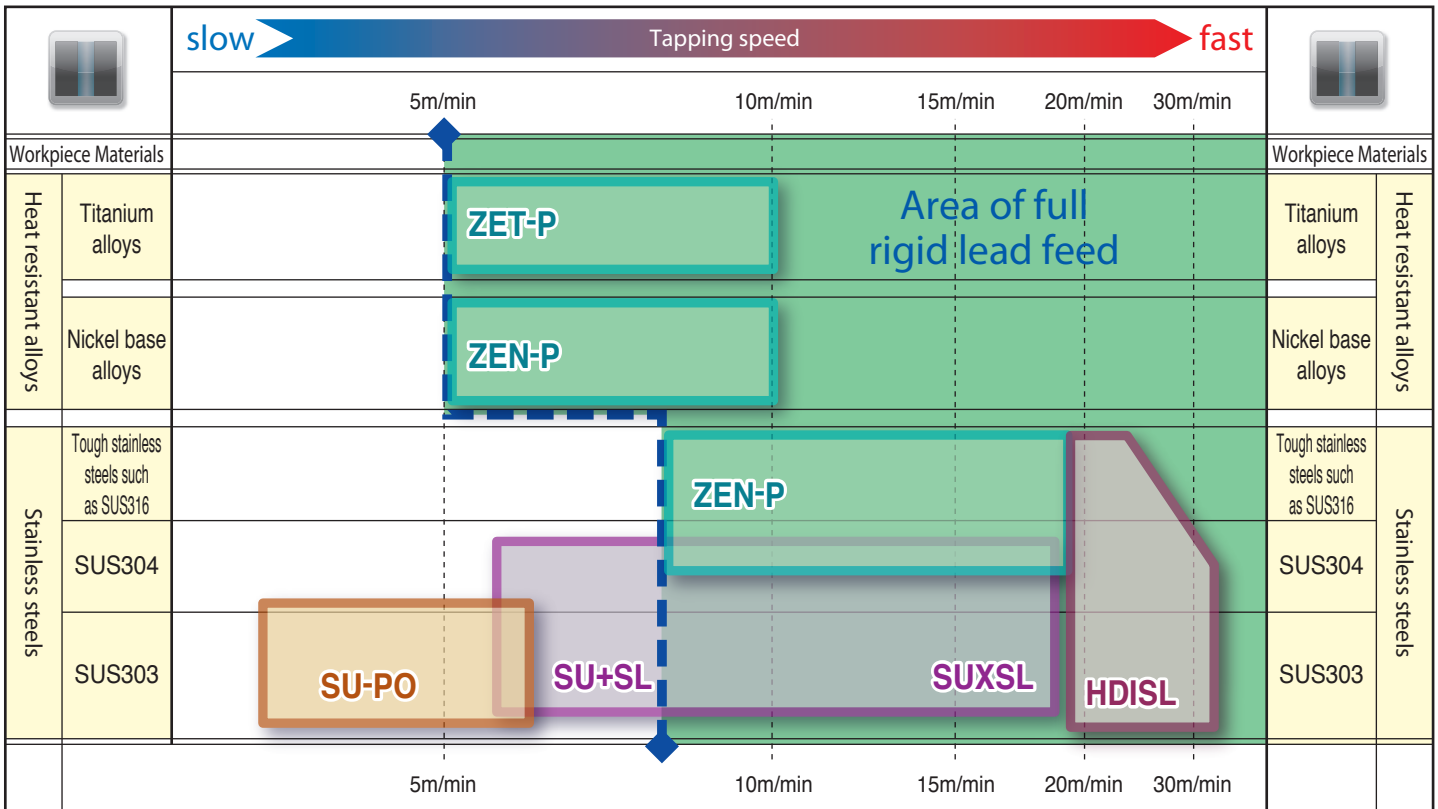 slow
Tapping speed
fast
5m/min
10m/min
15m/min
20m/min
30m/min
Workpiece Materials
Workpiece Materials
Heat resistant alloys
Titanium
alloys
ZET-P
Area of full
rigid lead feed
Titanium
alloys
Heat resistant alloys
Nickel base
alloys
ZEN-P
Nickel base
alloys
Stainless steels
Tough stainless
steels such
as SUS316
ZEN-P
Tough stainless
steels such
as SUS316
Stainless steels
SUS304
SUS304
SUS303
SU-PO
SU+SL
SUXSL
HDISL
SUS303
5m/min
10m/min
15m/min
20m/min
30m/min